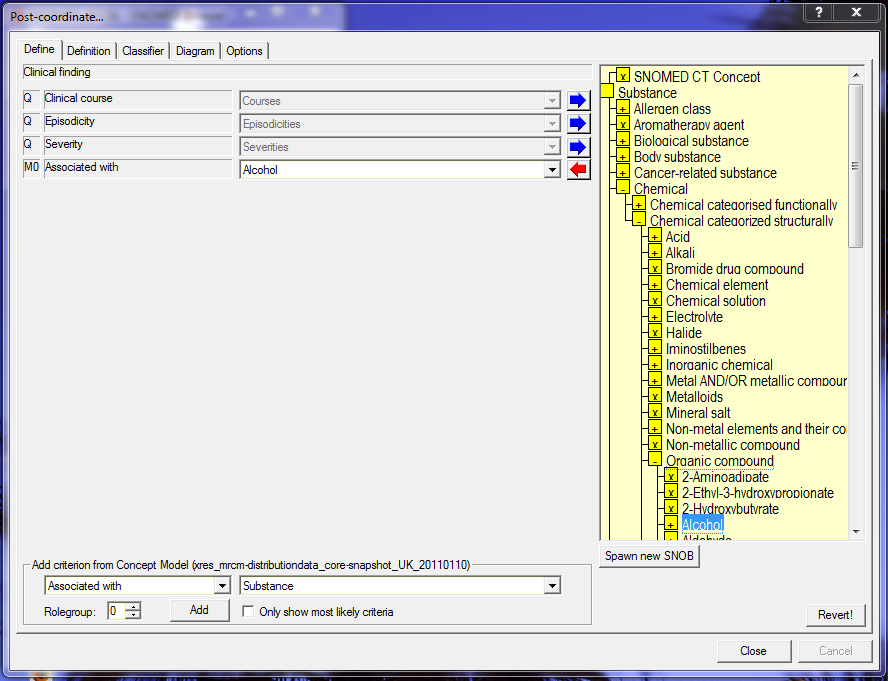 Post-coordinate...
?
X
Define
Definition
Classifier
Diagram
Options
Clinical finding
Q Clinical course Courses
Q Episodicity Episodicities
Q Severity Severities
M0 Associated with Alcohol
x SNOMED CT Concept
Substance
+ Allergen class
x Aromatherapy agent
+ Biological substance
+ Body substance
+ Cancer-related substance
- Chemical
+ Chemical categorised functionally
- Chemical categorized structurally
+ Acid
+ Alkali
x Bromide drug compound
+ Chemical element
x Chemical solution
+ Electrolyte
x Halide
+ Iminostilbenes
+ Inorganic chemical
+ Metal AND/OR metallic compour
x Metalloids
x Mineral salt
+ Non-metal elements and their co
x Non-metallic compound
- Organic compound
x 2-Aminoadipate
x 2-Ethyl-3-hydroxypropionate
x 2-Hydroxybutyrate
+ Alcohol
Aldehyde
Spawn new SNOB
Add criterion from Concept Model (xres_mrcm-distributiondata_core-snapshot_UK_20110110)
Associated with Substance
Rolegroup: 0 Add Only show most likely criteria
Revert!
Close
Cancel